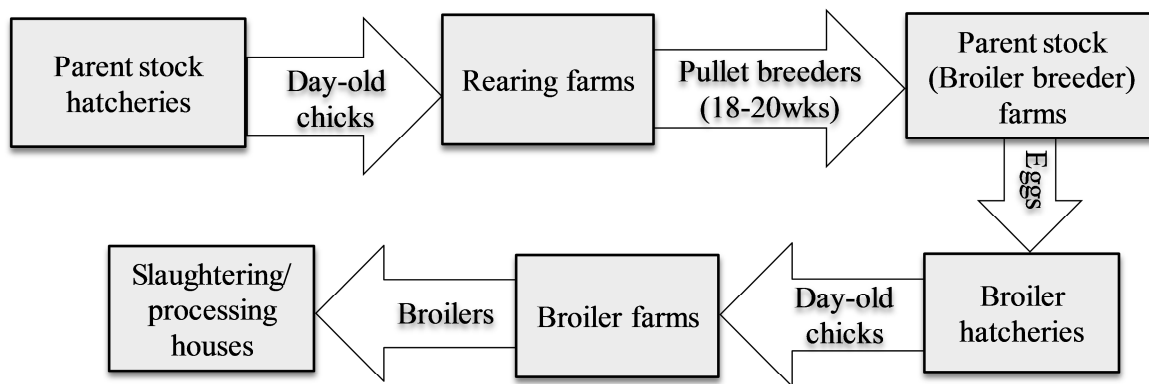 Parent stock
hatcheries
Day-old
chicks
Rearing farms
Pullet breeders
(18-20wks)
Parent stock
(Broiler breeder)
farms
Eggs
Broiler
hatcheries
Day-old
chicks
Broiler farms
Broilers
Slaughtering/
processing
houses